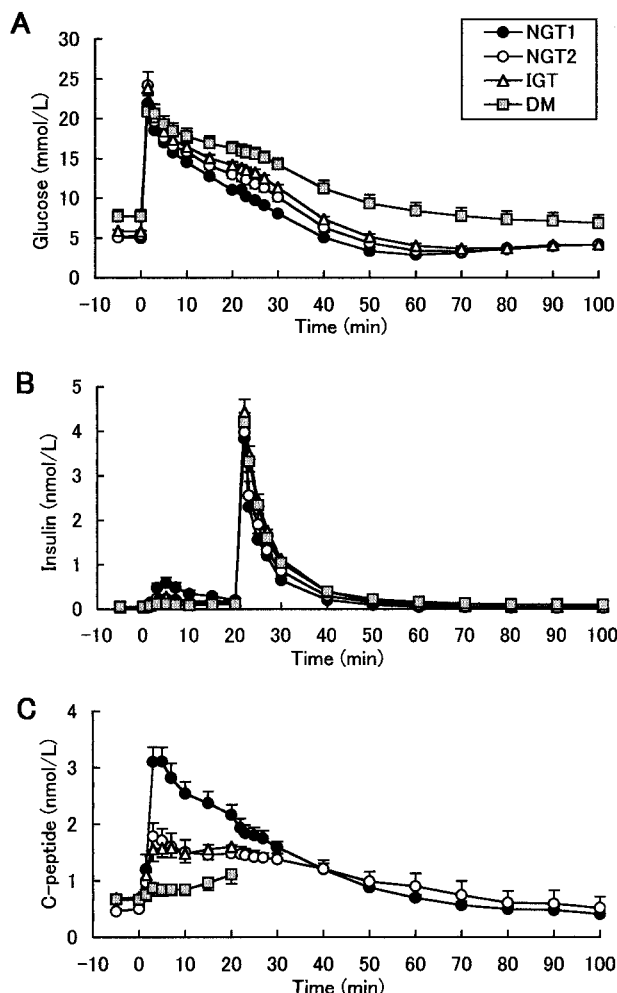 A
NGT1
NGT2
IGT
DM
30
25
20
15
10
5
0
Glucose (mmol/L)
-10 0 10 20 30 40 50 60 70 80 90 100
Time (min)
B
5
4
3
2
1
0
Insulin (nmol/L)
-10 0 10 20 30 40 50 60 70 80 90 100
Time (min)
C
4
3
2
1
0
C-peptide (nmol/L)
-10 0 10 20 30 40 50 60 70 80 90 100
Time (min)